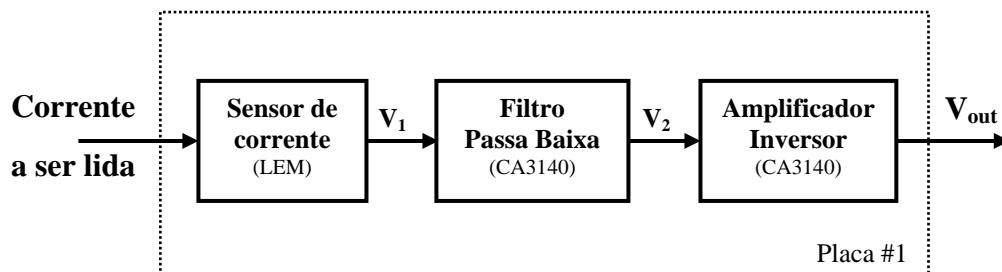 Corrente
a ser lida
Sensor de
corrente
(LEM)
V1
Filtro
Passa Baixa
(CA3140)
V2
Amplificador
Inversor
(CA3140)
Vout
Placa #1